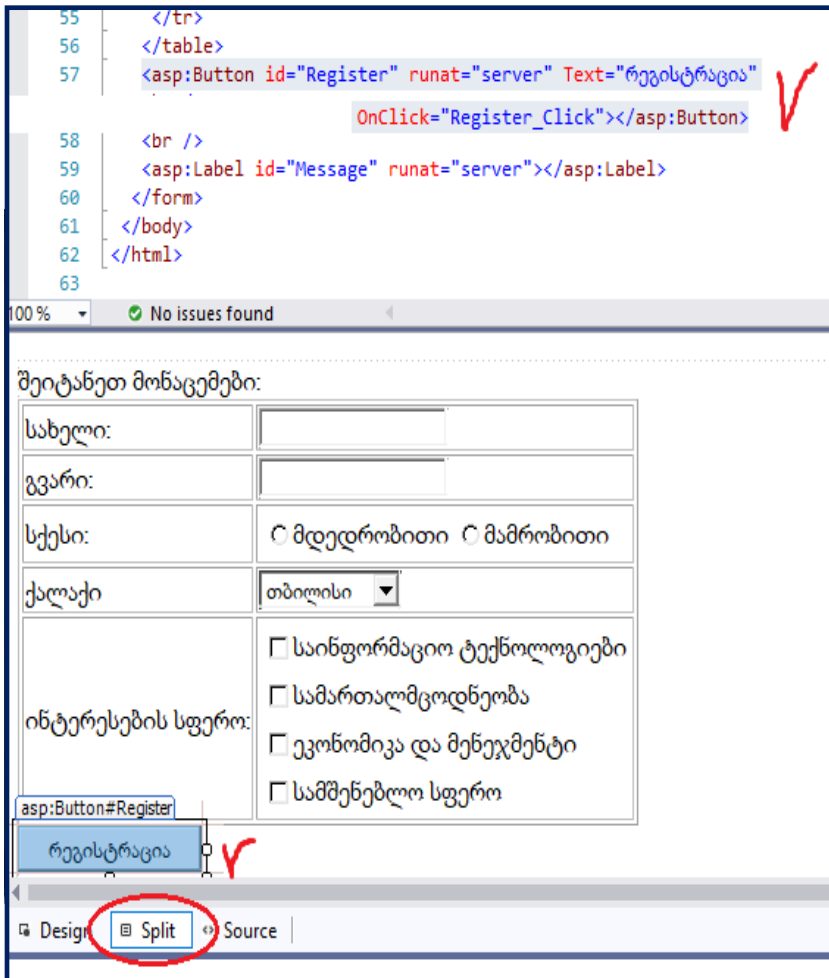 55 </tr>
56 </table>
57 <asp:Button id="Register" runat="server" Text="რეგისტრაცია"
OnClick="Register_Click"></asp:Button>
58 <br />
59 <asp:Label id="Message" runat="server"></asp:Label>
60 </form>
61 </body>
62 </html>
63
100 % No issues found
შეიტანეთ მონაცემები:
სახელი:
გვარი:
სქესი: მდედრობითი მამრობითი
ქალაქი თბილისი
საინფორმაციო ტექნოლოგიები
სამართალმცოდნეობა
ინტერესების სფერო:
ეკონომიკა და მენეჯმენტი
სამშენებლო სფერო
asp:Button#Register
რეგისტრაცია
Design Split Source